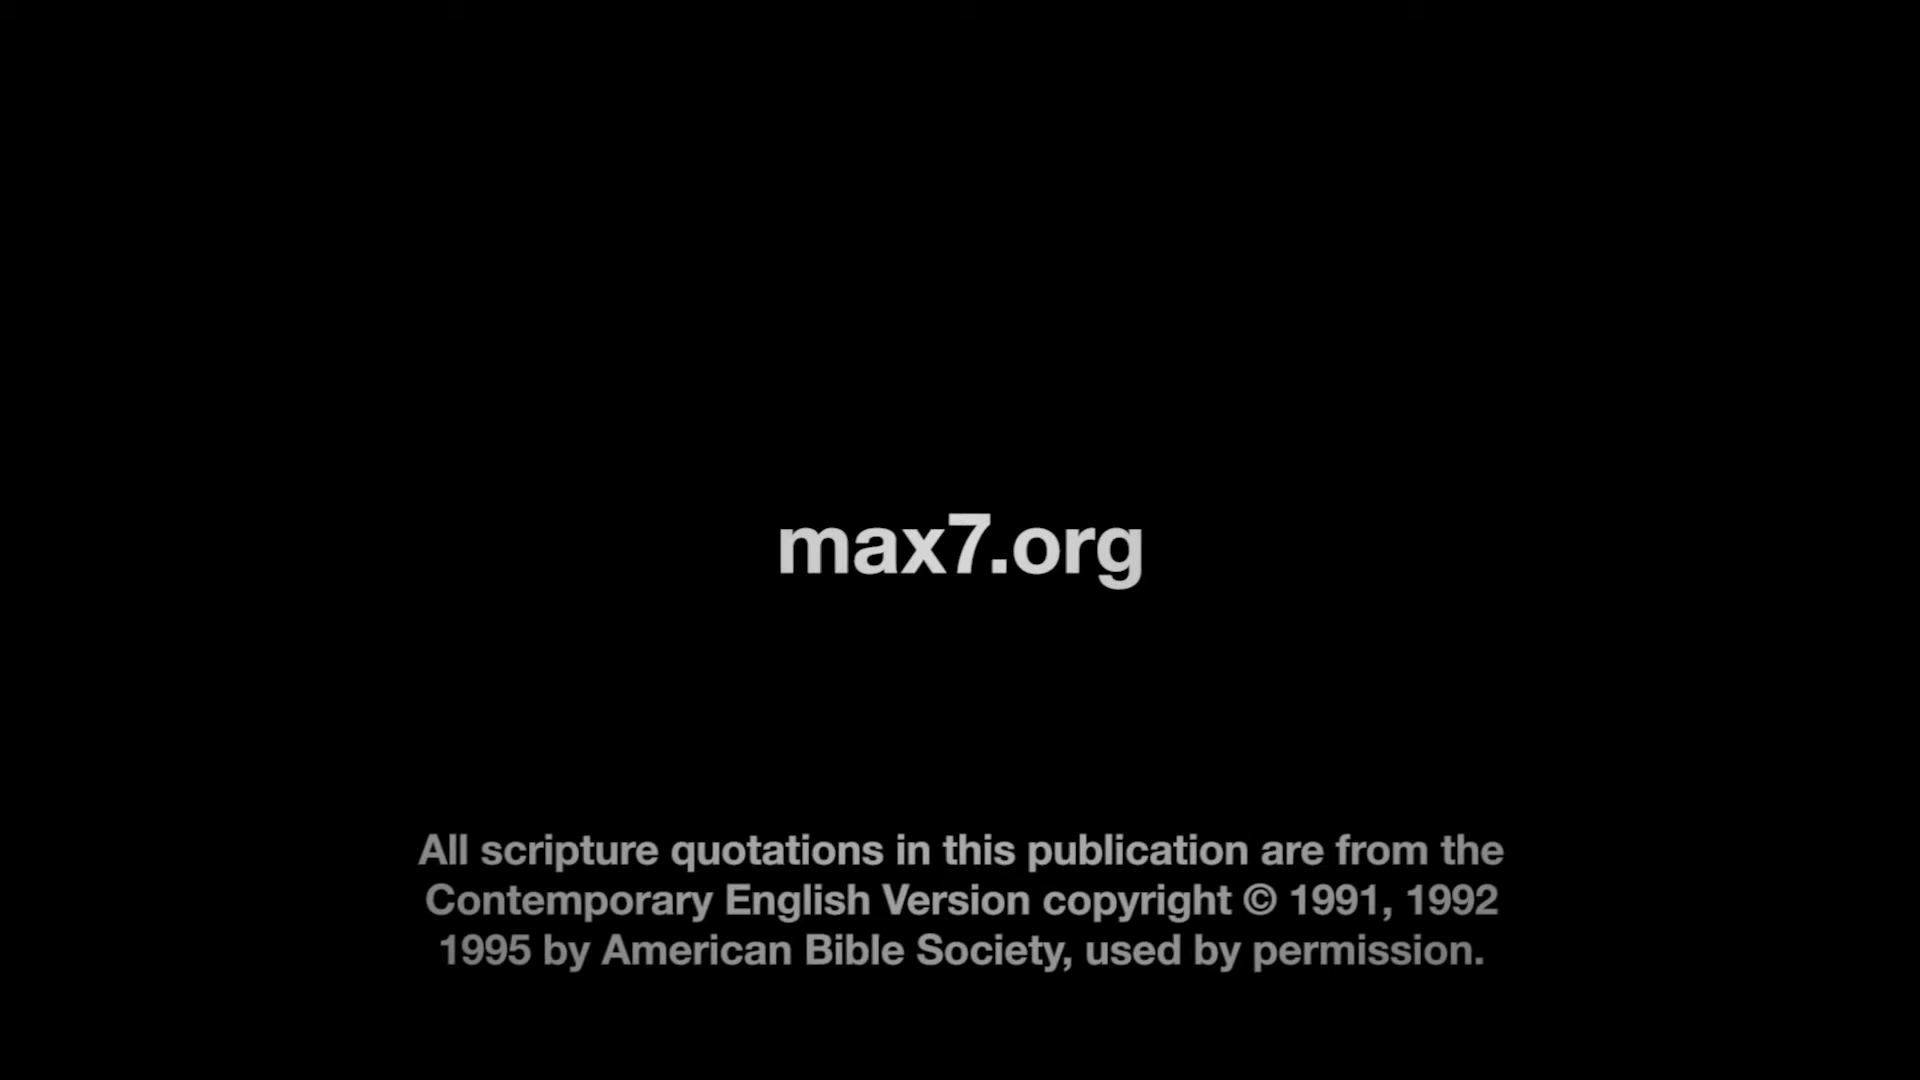 max7.org
All scripture quotations in this publication are from the
Contemporary English Version copyright © 1991, 1992
1995 by American Bible Society, used by permission.